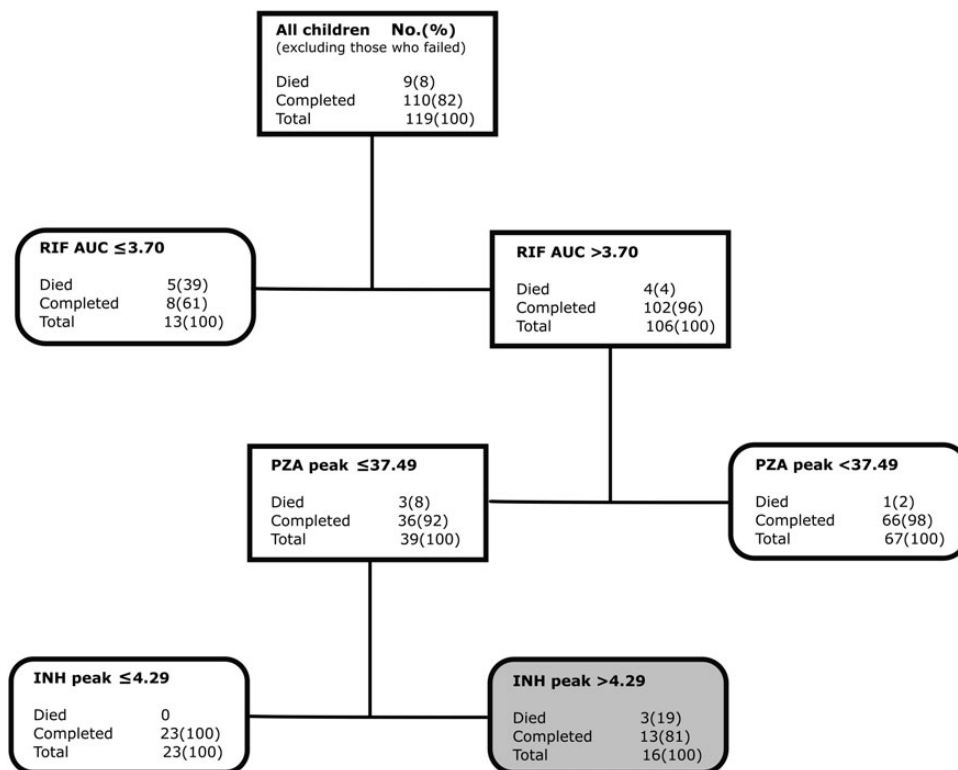 All children No.(%)
(excluding those who failed)
Died 9(8)
Completed 110(82)
Total 119(100)
RIF AUC ≤3.70
Died 5(39)
Completed 8(61)
Total 13(100)
RIF AUC >3.70
Died 4(4)
Completed 102(96)
Total 106(100)
PZA peak ≤37.49
Died 3(8)
Completed 36(92)
Total 39(100)
PZA peak <37.49
Died 1(2)
Completed 66(98)
Total 67(100)
INH peak ≤4.29
Died 0
Completed 23(100)
Total 23(100)
INH peak >4.29
Died 3(19)
Completed 13(81)
Total 16(100)